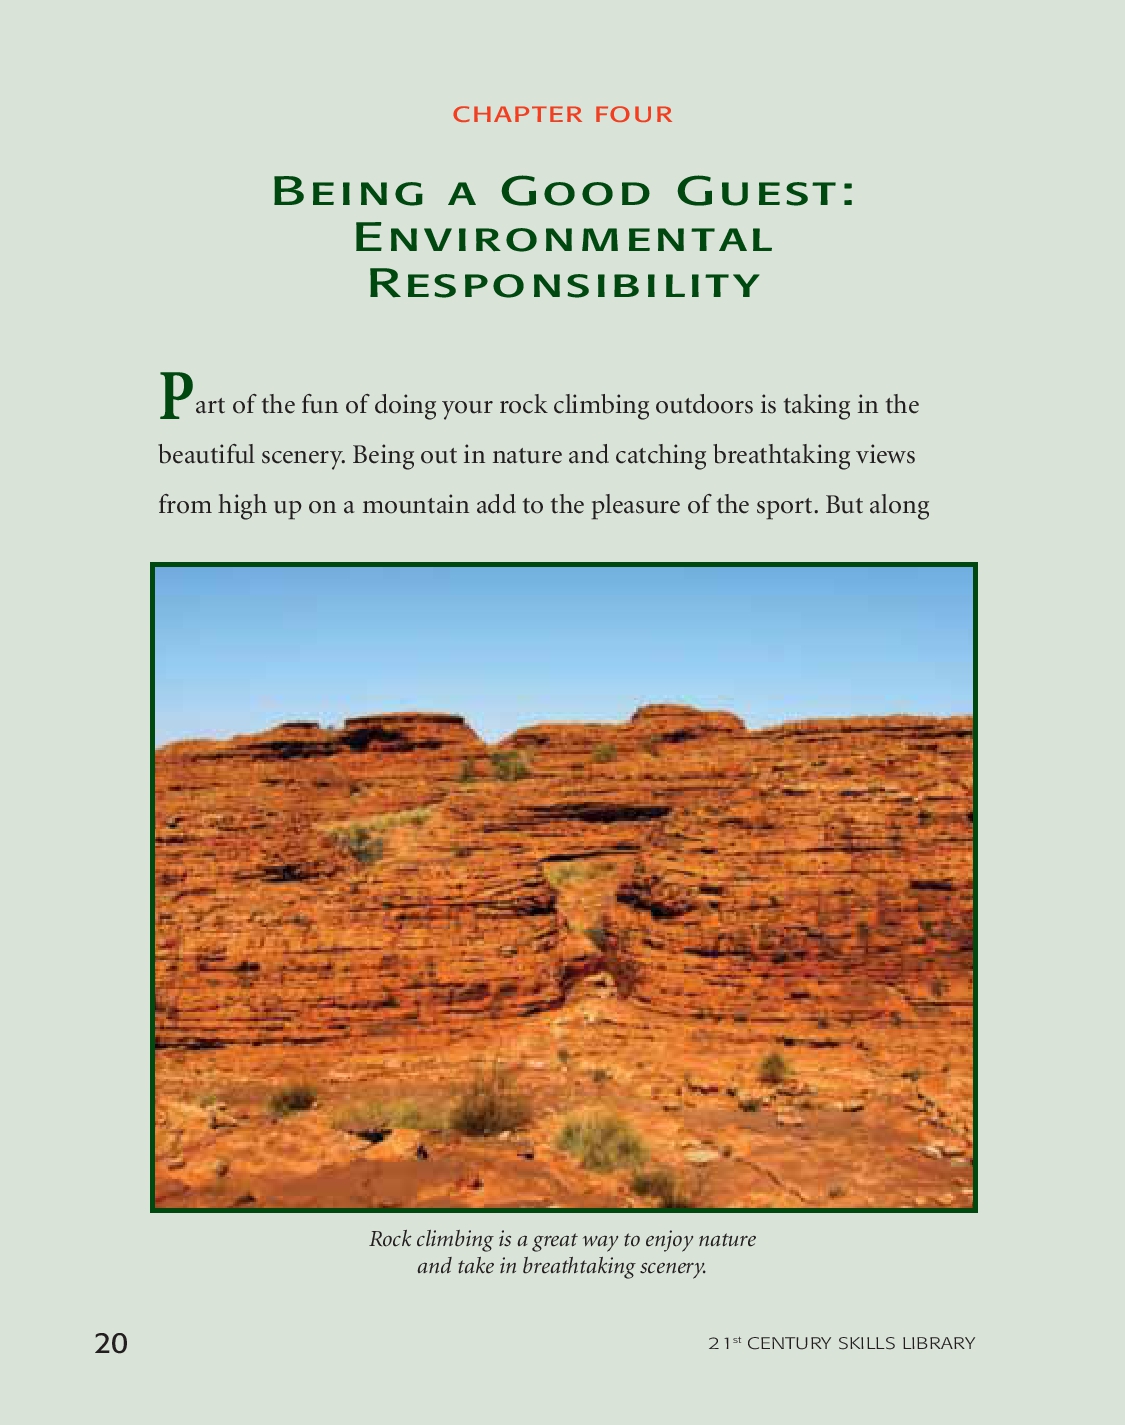 CHAPTER FOUR
BEING A GOOD GUEST:
ENVIRONMENTAL
RESPONSIBILITY
Part of the fun of doing your rock climbing outdoors is taking in the
beautiful scenery. Being out in nature and catching breathtaking views
from high up on a mountain add to the pleasure of the sport. But along
Rock climbing is a great way to enjoy nature
and take in breathtaking scenery.
20
21st CENTURY SKILLS LIBRARY